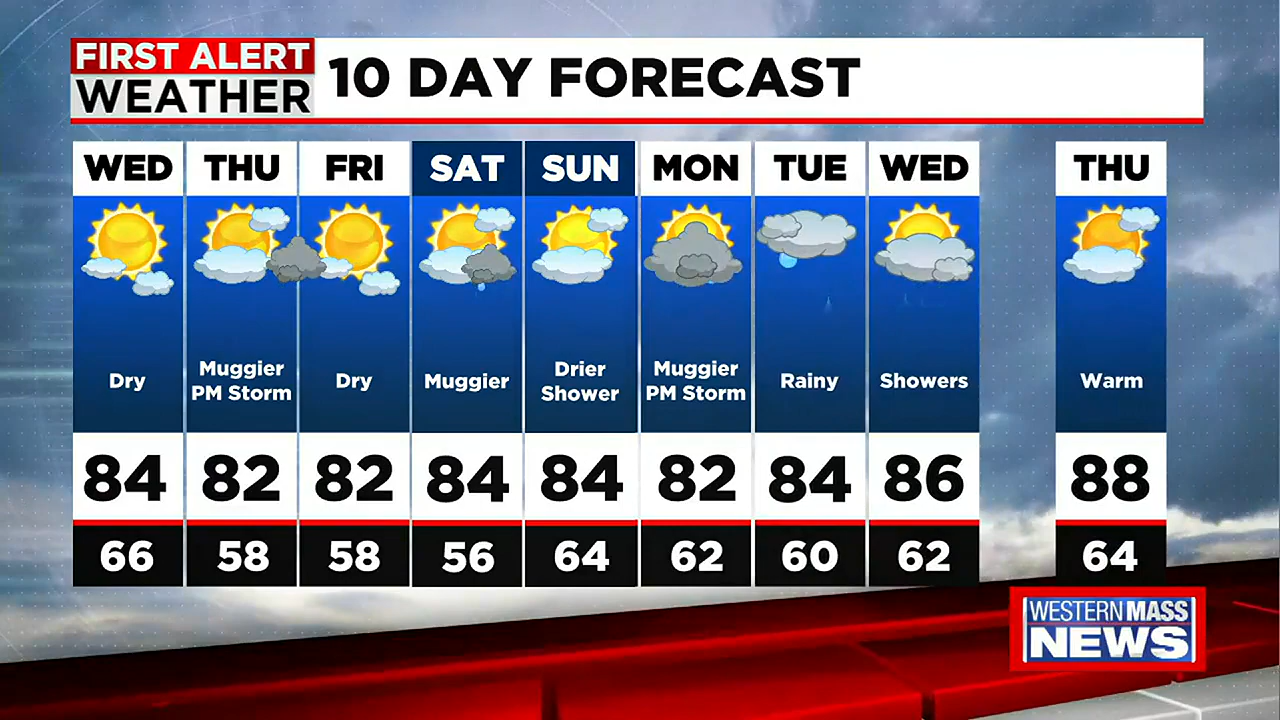 FIRST ALERT
WEATHER
10 DAY FORECAST
WED THU FRI SAT SUN MON TUE WED THU
Dry
Muggier
PM Storm
Dry
Muggier
Drier
Shower
Muggier
PM Storm
Rainy
Showers
Warm
84 82 82 84 84 82 84 86 88
66 58 58 56 64 62 60 62 64
WESTERN MASS
NEWS